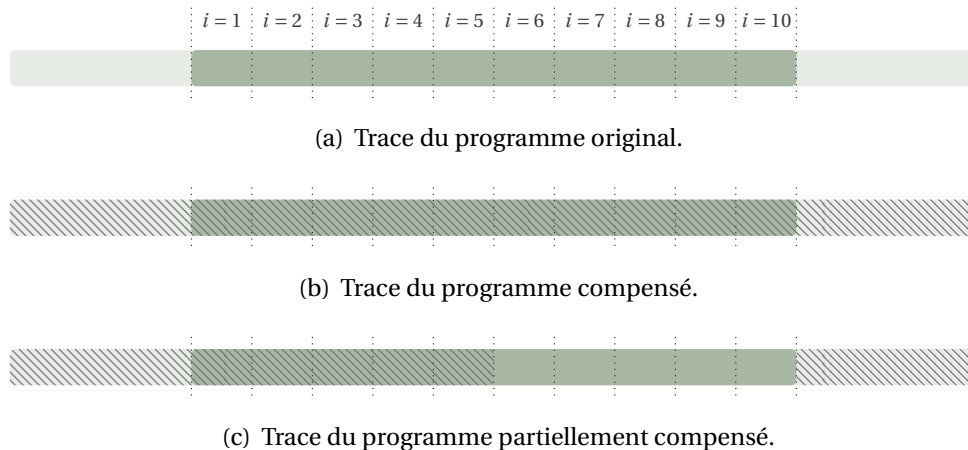 i = 1 i = 2 i = 3 i = 4 i = 5 i = 6 i = 7 i = 8 i = 9 i = 10
(a) Trace du programme original.
(b) Trace du programme compensé.
(c) Trace du programme partiellement compensé.